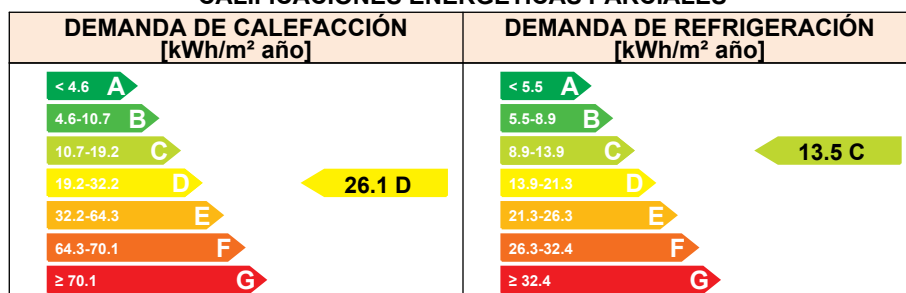 CALIFICACIONES ENERGÉTICAS PARCIALES
DEMANDA DE CALEFACCIÓN
[kWh/m² año]
< 4.6 A
4.6-10.7 B
10.7-19.2 C
19.2-32.2 D
32.2-64.3 E
64.3-70.1 F
≥ 70.1 G
26.1 D
DEMANDA DE REFRIGERACIÓN
[kWh/m² año]
< 5.5 A
5.5-8.9 B
8.9-13.9 C
13.9-21.3 D
21.3-26.3 E
26.3-32.4 F
≥ 32.4 G
13.5 C